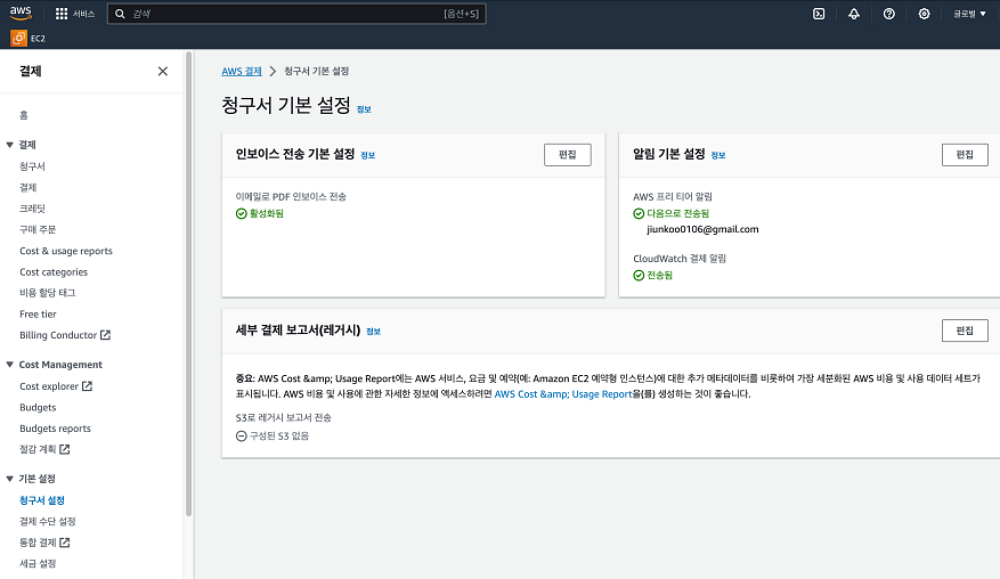 aws
서비스
검색
[옵션+S]
글로벌
EC2
결제
홈
결제
청구서
결제
크레딧
구매 주문
Cost & usage reports
Cost categories
비용 할당 태그
Free tier
Billing Conductor
Cost Management
Cost explorer
Budgets
Budgets reports
절감 계획
기본 설정
청구서 설정
결제 수단 설정
통합 결제
세금 설정
AWS 결제 > 청구서 기본 설정
청구서 기본 설정 정보
인보이스 전송 기본 설정 정보
편집
이메일로 PDF 인보이스 전송
활성화됨
알림 기본 설정 정보
편집
AWS 프리 티어 알림
다음으로 전송됨
jiunkoo0106@gmail.com
CloudWatch 결제 알림
전송됨
세부 결제 보고서(레거시) 정보
편집
중요: AWS Cost &amp; Usage Report에는 AWS 서비스, 요금 및 예약(예: Amazon EC2 예약형 인스턴스)에 대한 추가 메타데이터를 비롯하여 가장 세분화된 AWS 비용 및 사용 데이터 세트가
표시됩니다. AWS 비용 및 사용에 관한 자세한 정보에 액세스하려면 AWS Cost &amp; Usage Report을(를) 생성하는 것이 좋습니다.
S3로 레거시 보고서 전송
구성된 S3 없음